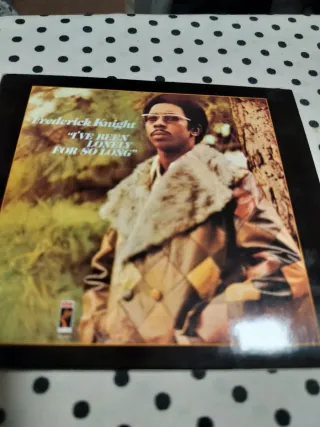 Frederick Knight
"I'VE BEEN
LONELY
FOR SO LONG"